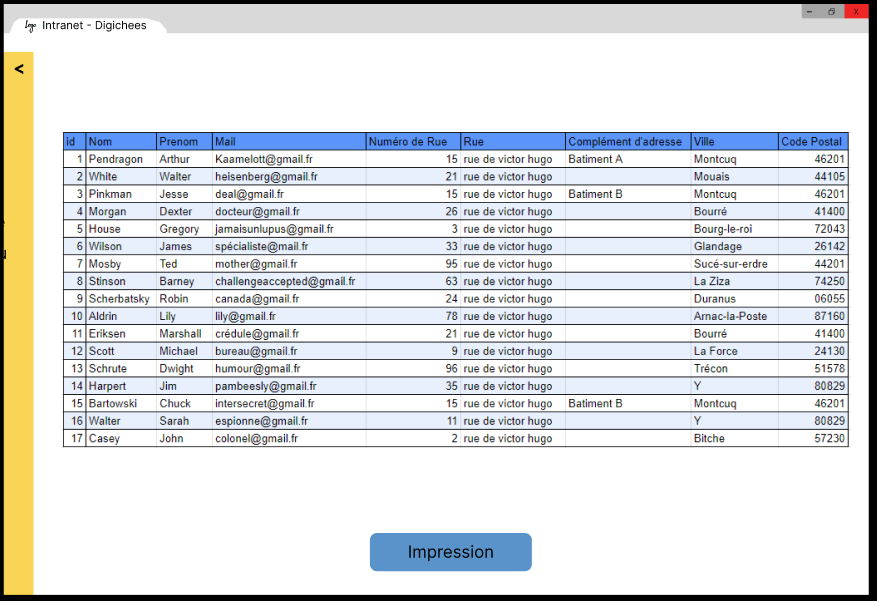 logo Intranet - Digichees
- X
<
id Nom Prenom Mail Numéro de Rue Rue Complément d'adresse Ville Code Postal
1 Pendragon Arthur Kaamelott@gmail.fr 15 rue de victor hugo Batiment A Montcuq 46201
2 White Walter heisenberg@gmail.fr 21 rue de victor hugo Mouais 44105
3 Pinkman Jesse deal@gmail.fr 15 rue de victor hugo Batiment B Montcuq 46201
4 Morgan Dexter docteur@gmail.fr 26 rue de victor hugo Bourré 41400
5 House Gregory jamaisunlupus@gmail.fr 3 rue de victor hugo Bourg-le-roi 72043
6 Wilson James spécialiste@mail.fr 33 rue de victor hugo Glandage 26142
7 Mosby Ted mother@gmail.fr 95 rue de victor hugo Sucé-sur-erdre 44201
8 Stinson Barney challengeaccepted@gmail.fr 63 rue de victor hugo La Ziza 74250
9 Scherbatsky Robin canada@gmail.fr 24 rue de victor hugo Duranus 06055
10 Aldrin Lily lily@gmail.fr 78 rue de victor hugo Arnac-la-Poste 87160
11 Eriksen Marshall crédule@gmail.fr 21 rue de victor hugo Bourré 41400
12 Scott Michael bureau@gmail.fr 9 rue de victor hugo La Force 24130
13 Schrute Dwight humour@gmail.fr 96 rue de victor hugo Trécon 51578
14 Harpert Jim pambeesly@gmail.fr 35 rue de victor hugo Y 80829
15 Bartowski Chuck intersecret@gmail.fr 15 rue de victor hugo Batiment B Montcuq 46201
16 Walter Sarah espionne@gmail.fr 11 rue de victor hugo Y 80829
17 Casey John colonel@gmail.fr 2 rue de victor hugo Bitche 57230
Impression